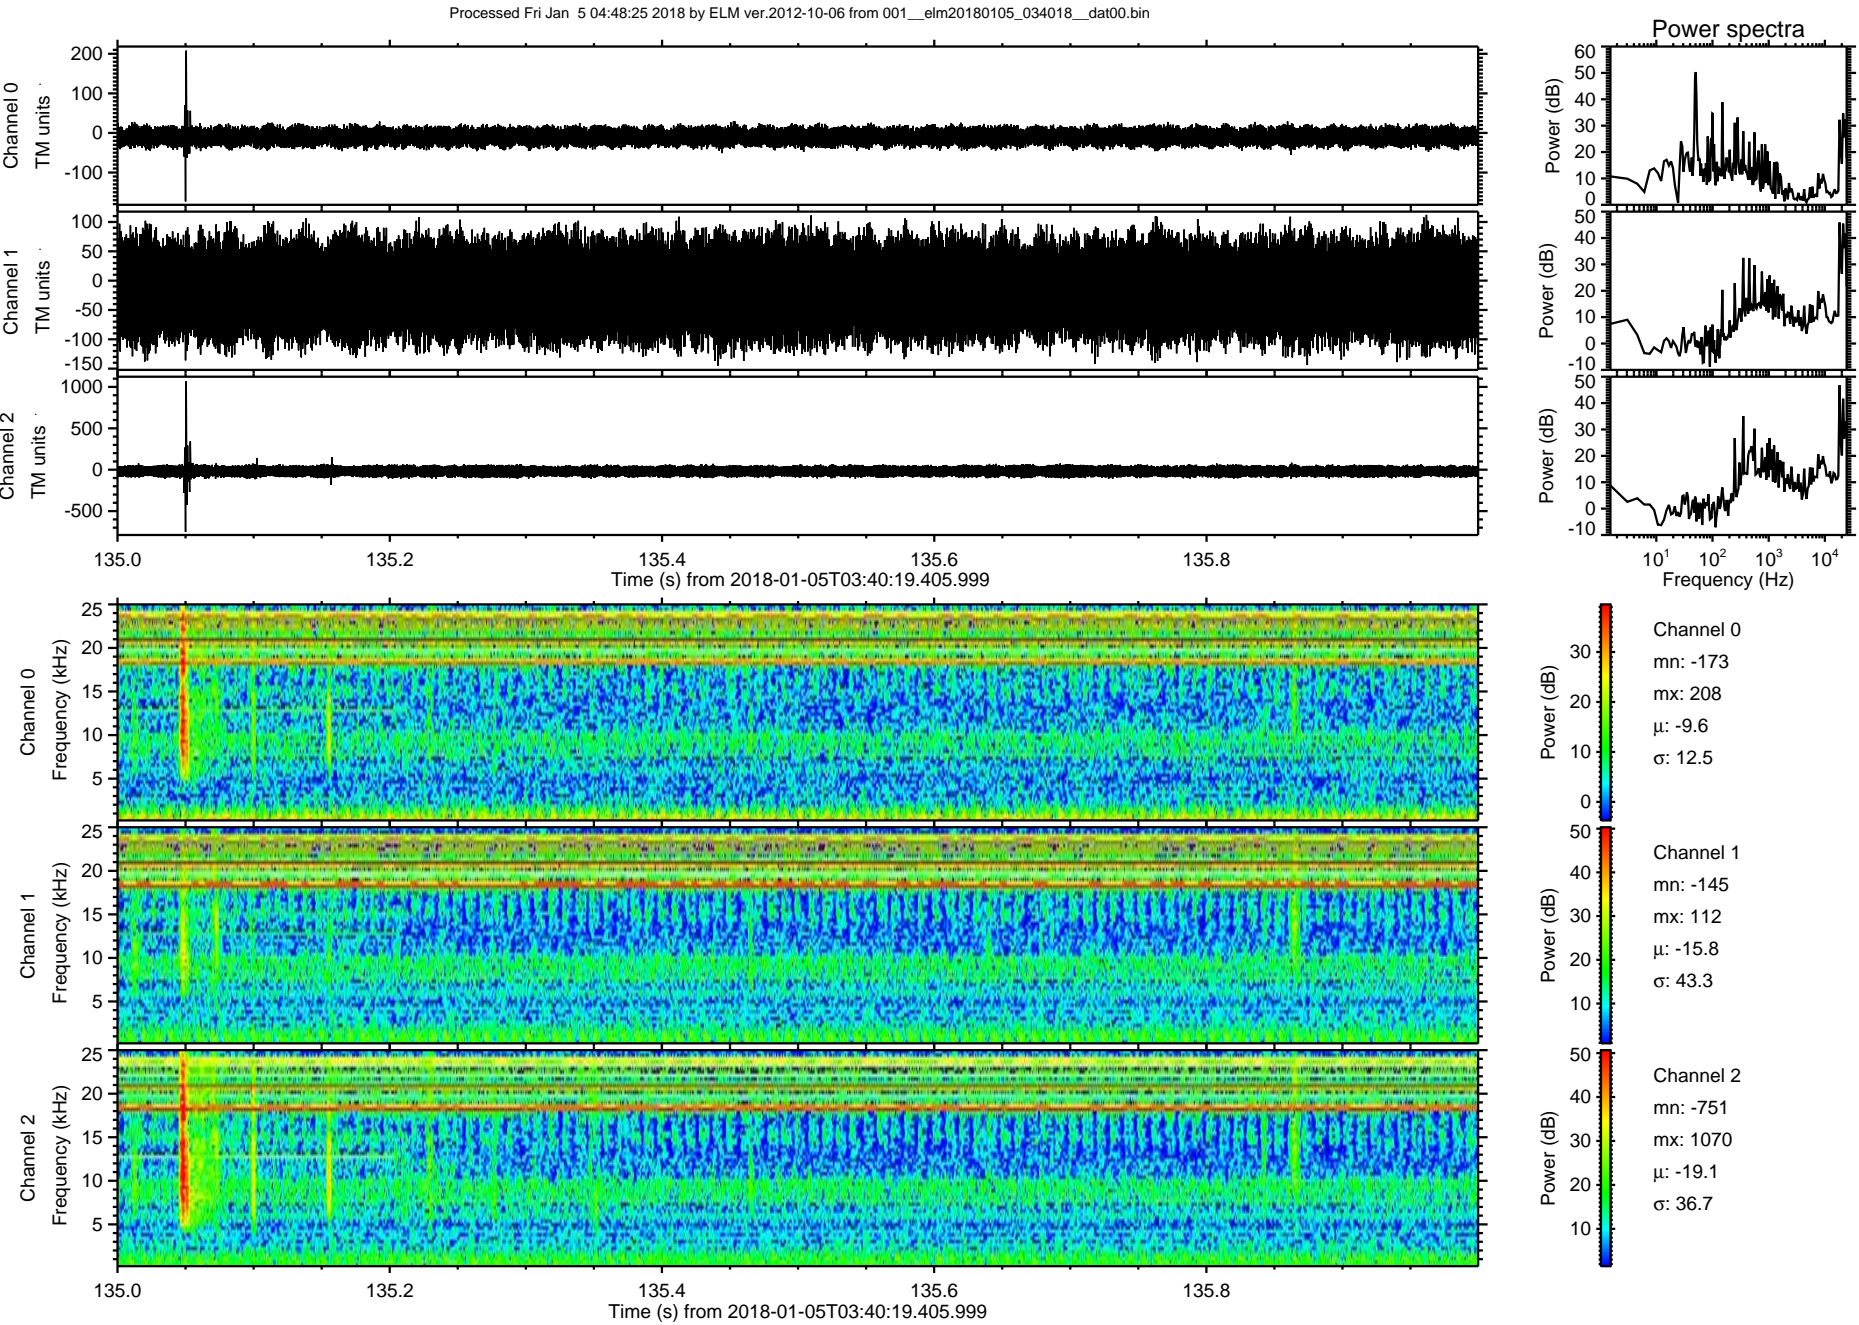 Processed Fri Jan  5 04:48:25 2018 by ELM ver.2012-10-06 from 001__elm20180105_034018__dat00.bin
Power spectra
Channel 0
TM units
200
100
0
-100
Power (dB)
60
50
40
30
20
10
0
Channel 1
TM units
100
50
0
-50
-100
-150
Power (dB)
50
40
30
20
10
0
-10
Channel 2
TM units
1000
500
0
-500
Power (dB)
50
40
30
20
10
0
-10
135.0 135.2 135.4 135.6 135.8
Time (s) from 2018-01-05T03:40:19.405.999
10¹ 10² 10³ 10⁴
Frequency (Hz)
Channel 0
Frequency (kHz)
25
20
15
10
5
Power (dB)
30
20
10
0
Channel 0
mn: -173
mx: 208
μ: -9.6
σ: 12.5
Channel 1
Frequency (kHz)
25
20
15
10
5
Power (dB)
50
40
30
20
10
Channel 1
mn: -145
mx: 112
μ: -15.8
σ: 43.3
Channel 2
Frequency (kHz)
25
20
15
10
5
Power (dB)
50
40
30
20
10
Channel 2
mn: -751
mx: 1070
μ: -19.1
σ: 36.7
135.0 135.2 135.4 135.6 135.8
Time (s) from 2018-01-05T03:40:19.405.999